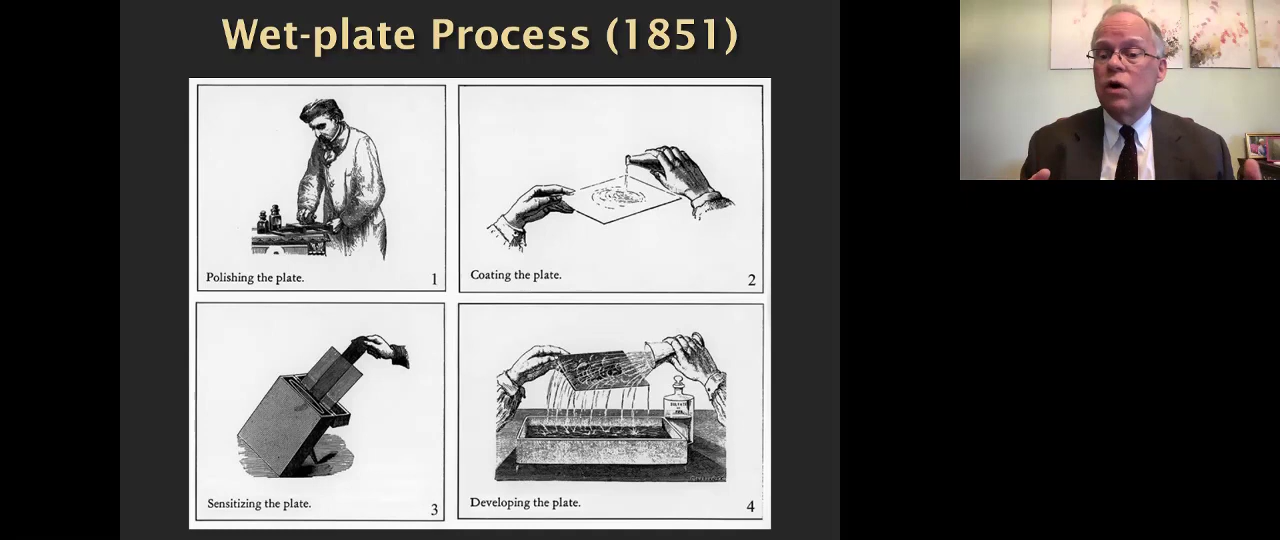 Wet-plate Process (1851)
Polishing the plate.
1
Coating the plate.
2
Sensitizing the plate.
3
Developing the plate.
4